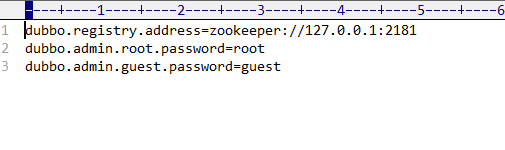 ----+----1----+----2----+----3----+----4----+----5----+----6
1 dubbo.registry.address=zookeeper://127.0.0.1:2181
2 dubbo.admin.root.password=root
3 dubbo.admin.guest.password=guest